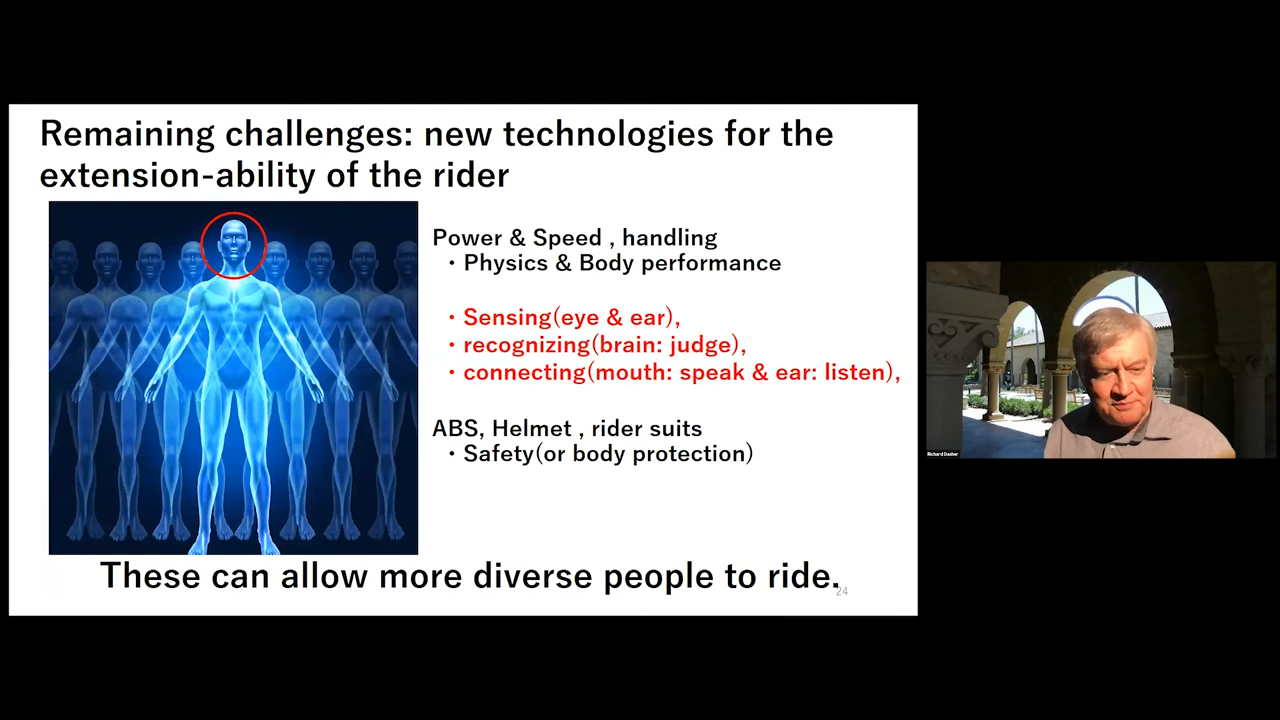 Remaining challenges: new technologies for the
extension-ability of the rider
Power & Speed , handling
・Physics & Body performance
・Sensing(eye & ear),
・recognizing(brain: judge),
・connecting(mouth: speak & ear: listen),
ABS, Helmet , rider suits
・Safety(or body protection)
These can allow more diverse people to ride.
24
Richard Dasher